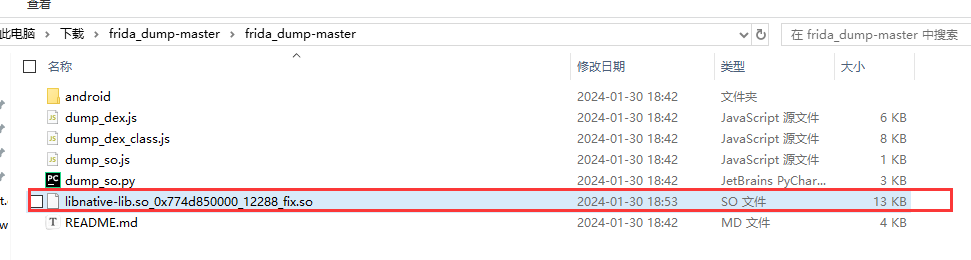 查看
此电脑 > 下载 > frida_dump-master > frida_dump-master
在 frida_dump-master 中搜索
名称 修改日期 类型 大小
android 2024-01-30 18:42 文件夹
dump_dex.js 2024-01-30 18:42 JavaScript 源文件 6 KB
dump_dex_class.js 2024-01-30 18:42 JavaScript 源文件 8 KB
dump_so.js 2024-01-30 18:42 JavaScript 源文件 1 KB
dump_so.py 2024-01-30 18:42 JetBrains PyChar... 3 KB
libnative-lib.so_0x774d850000_12288_fix.so 2024-01-30 18:53 SO 文件 13 KB
README.md 2024-01-30 18:42 MD 文件 4 KB